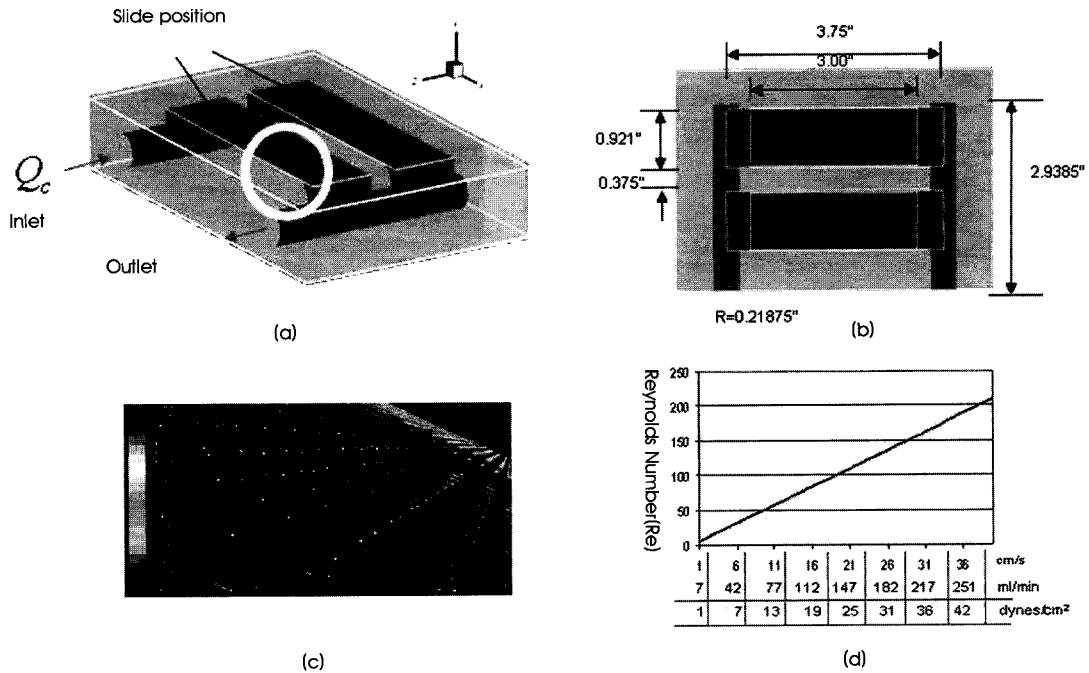 Slide position
Q_c
Inlet
Outlet
(a)
3.75"
3.00"
0.921"
0.375"
2.9385"
R=0.21875"
(b)
(c)
Reynolds Number(Re)
250
200
150
100
50
0
1 6 11 16 21 26 31 36 cm/s
7 42 77 112 147 182 217 251 ml/min
1 7 13 19 25 31 36 42 dynes/cm²
(d)